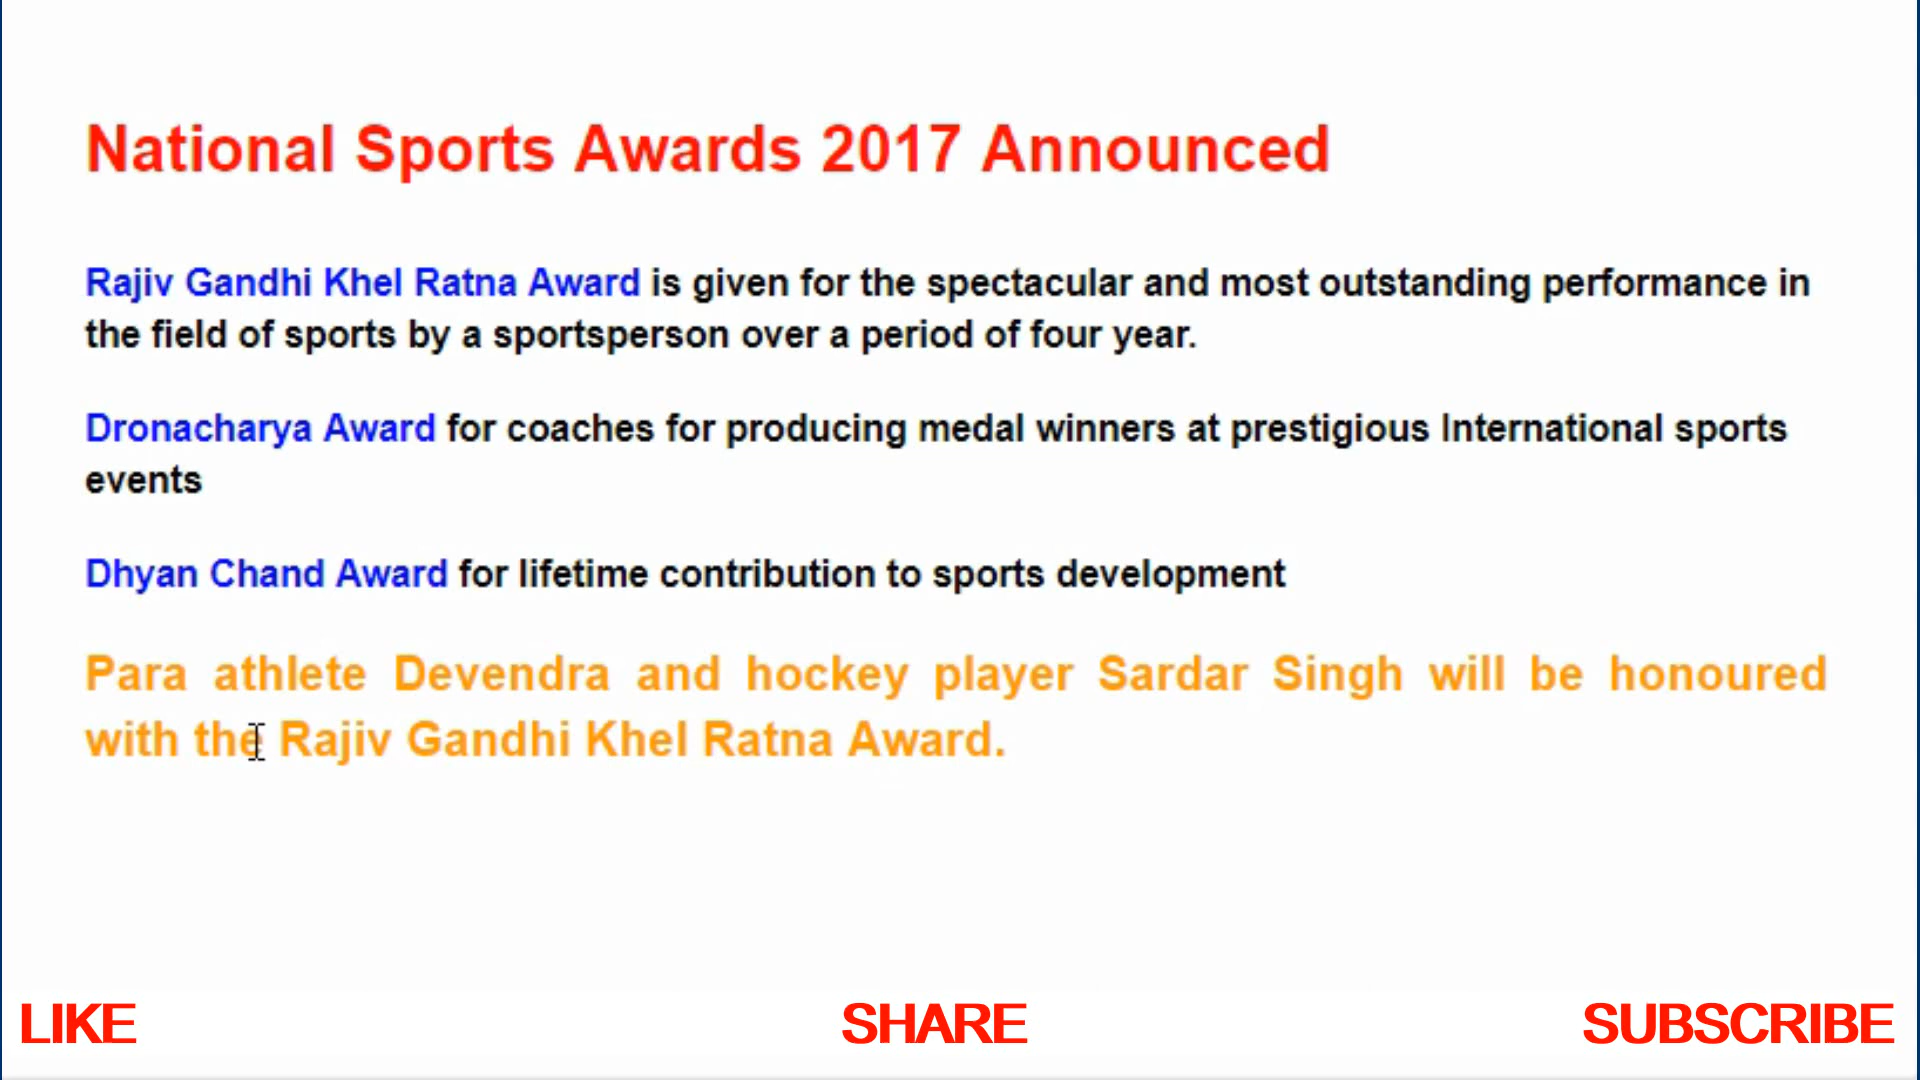 National Sports Awards 2017 Announced
Rajiv Gandhi Khel Ratna Award is given for the spectacular and most outstanding performance in
the field of sports by a sportsperson over a period of four year.
Dronacharya Award for coaches for producing medal winners at prestigious International sports
events
Dhyan Chand Award for lifetime contribution to sports development
Para athlete Devendra and hockey player Sardar Singh will be honoured
with the Rajiv Gandhi Khel Ratna Award.
LIKE SHARE SUBSCRIBE